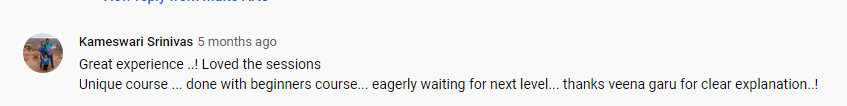 Kameswari Srinivas 5 months ago
Great experience ..! Loved the sessions
Unique course ... done with beginners course... eagerly waiting for next level... thanks veena garu for clear explanation..!